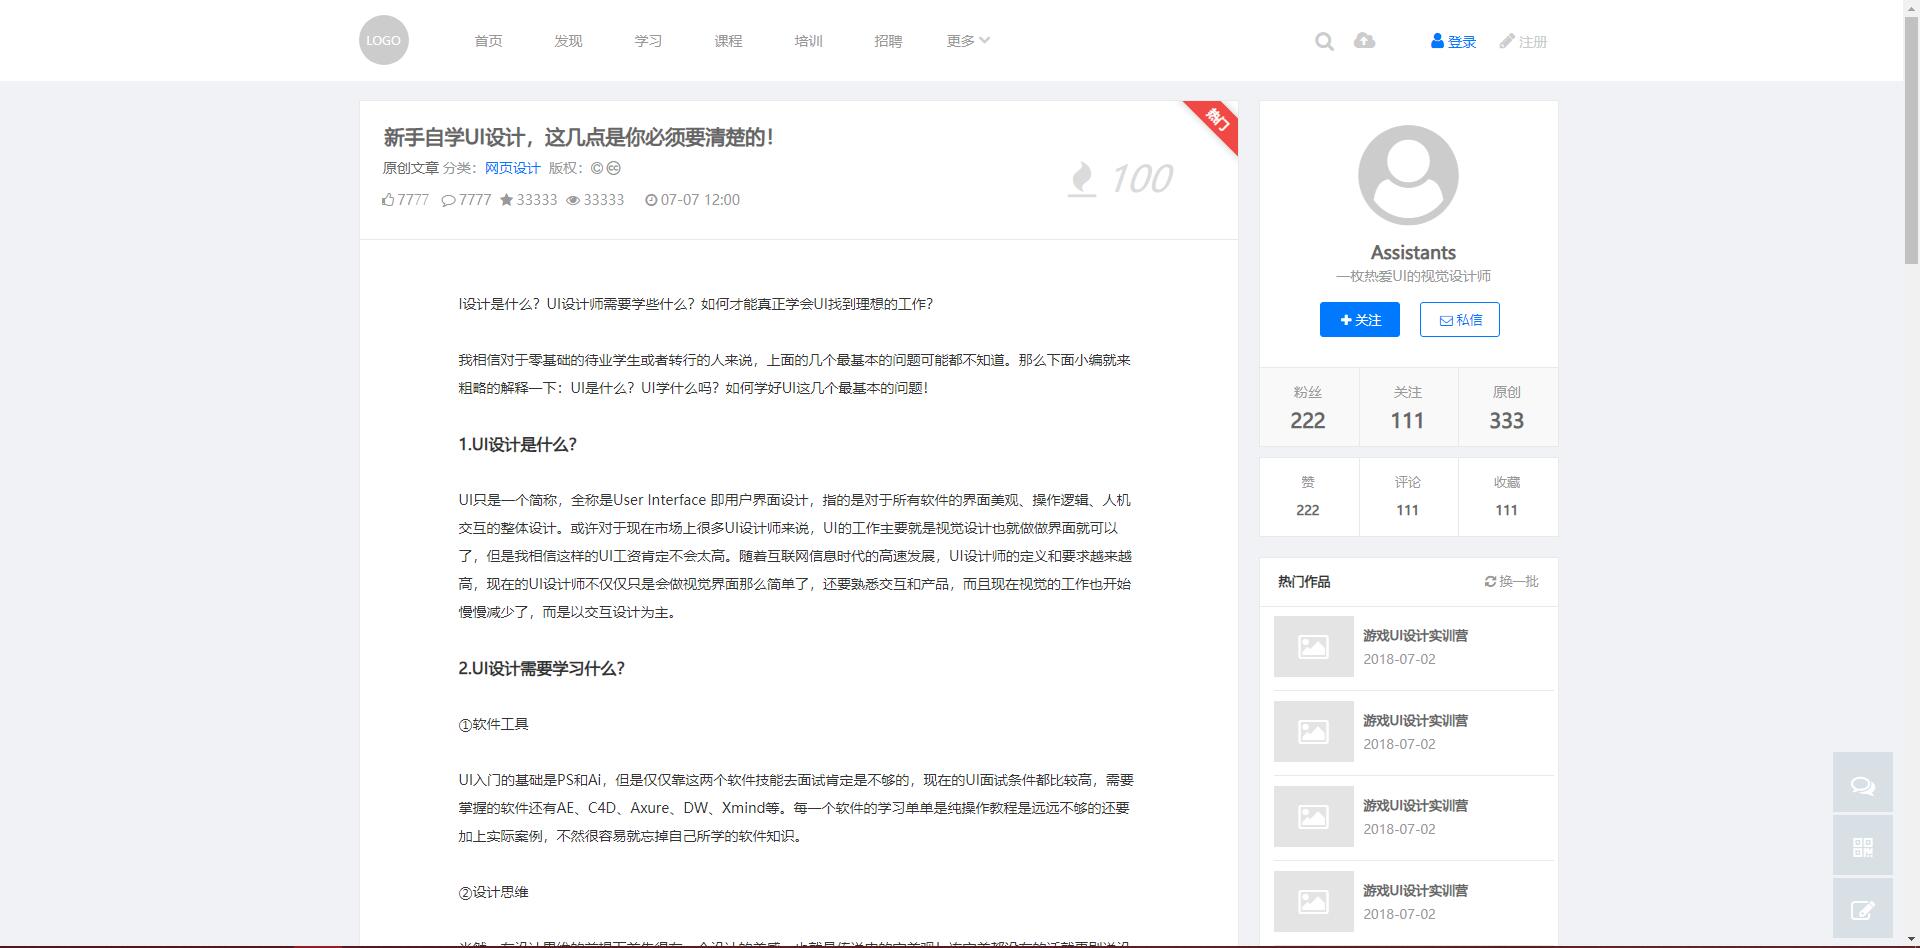 LOGO 首页 发现 学习 课程 培训 招聘 更多 登录 注册
热门
新手自学UI设计，这几点是你必须要清楚的！
原创文章 分类：网页设计 版权：
7777 7777 33333 33333 07-07 12:00
100
I设计是什么？UI设计师需要学些什么？如何才能真正学会UI找到理想的工作？
我相信对于零基础的待业学生或者转行的人来说，上面的几个最基本的问题可能都不知道。那么下面小编就来
粗略的解释一下：UI是什么？UI学什么吗？如何学好UI这几个最基本的问题！
1.UI设计是什么？
UI只是一个简称，全称是User Interface 即用户界面设计，指的是对于所有软件的界面美观、操作逻辑、人机
交互的整体设计。或许对于现在市场上很多UI设计师来说，UI的工作主要就是视觉设计也就做做界面就可以
了，但是我相信这样的UI工资肯定不会太高。随着互联网信息时代的高速发展，UI设计师的定义和要求越来越
高，现在的UI设计师不仅仅只是会做视觉界面那么简单了，还要熟悉交互和产品，而且现在视觉的工作也开始
慢慢减少了，而是以交互设计为主。
2.UI设计需要学习什么？
①软件工具
UI入门的基础是PS和Ai，但是仅仅靠这两个软件技能去面试肯定是不够的，现在的UI面试条件都比较高，需要
掌握的软件还有AE、C4D、Axure、DW、Xmind等。每一个软件的学习单单是纯操作教程是远远不够的还要
加上实际案例，不然很容易就忘掉自己所学的软件知识。
②设计思维
Assistants
一枚热爱UI的视觉设计师
关注 私信
粉丝 关注 原创
222 111 333
赞 评论 收藏
222 111 111
热门作品 换一批
游戏UI设计实训营
2018-07-02
游戏UI设计实训营
2018-07-02
游戏UI设计实训营
2018-07-02
游戏UI设计实训营
2018-07-02